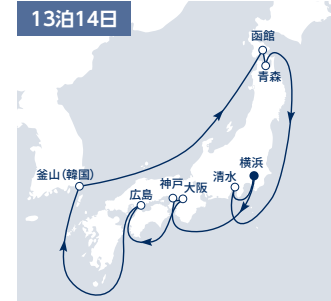 13泊14日
函館
青森
釜山（韓国）
横浜
清水
神戸
大阪
広島